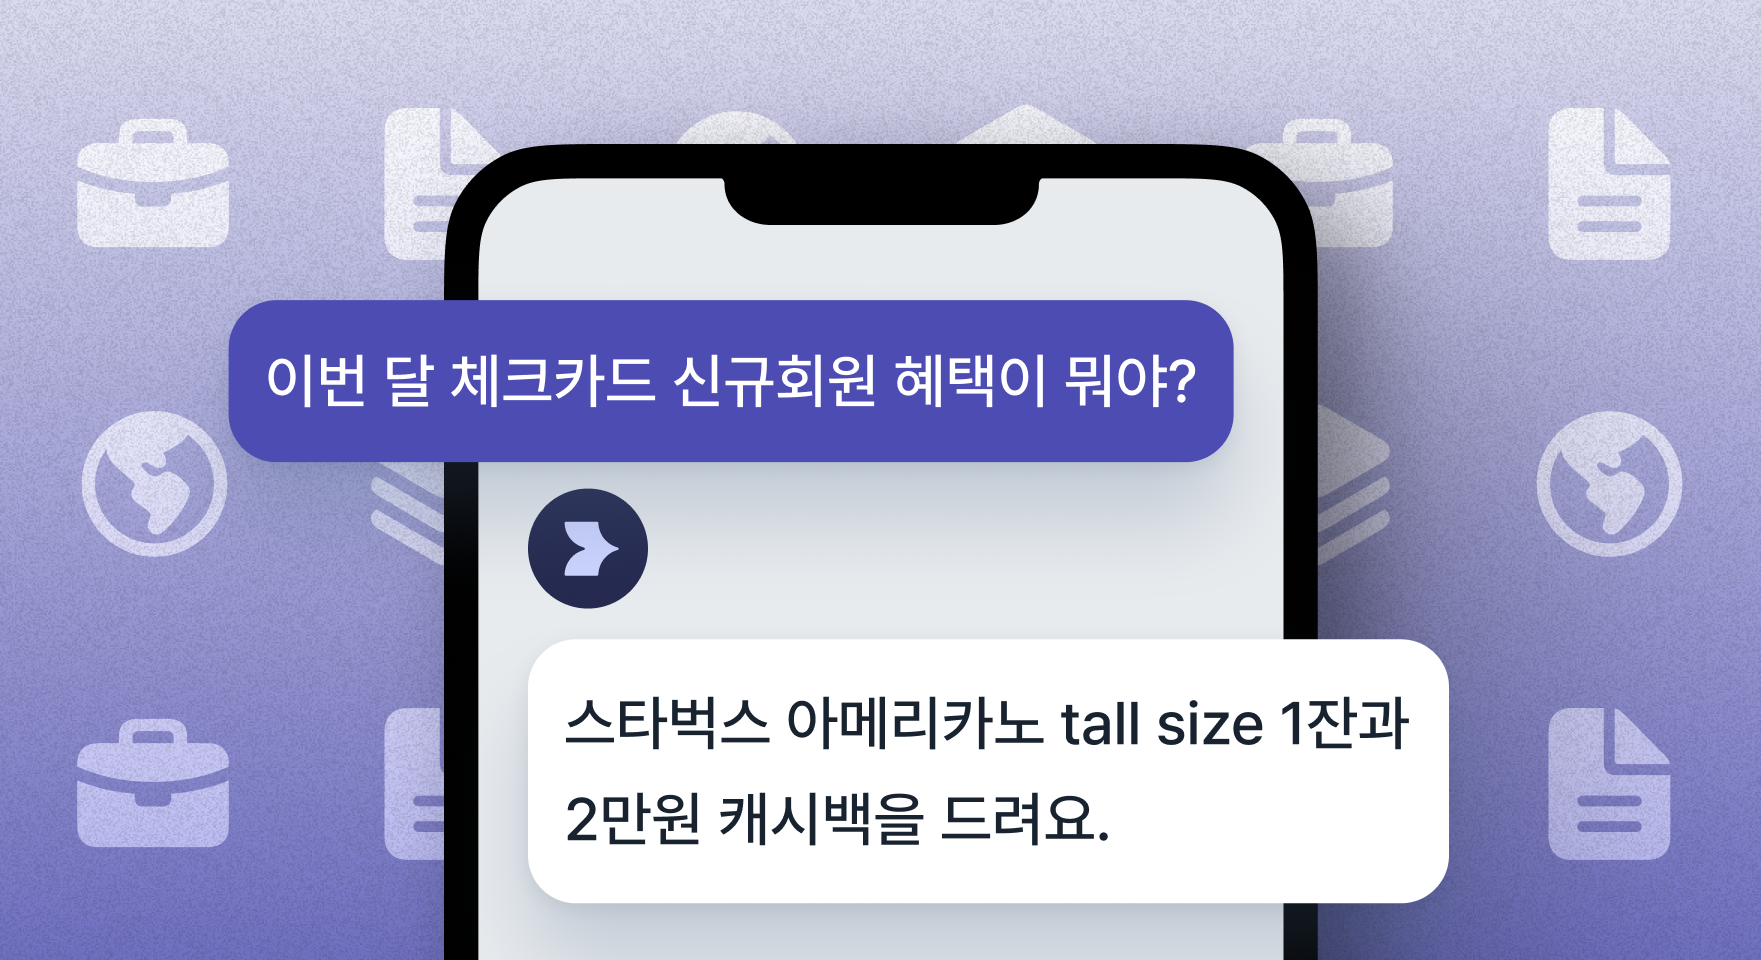 이번 달 체크카드 신규회원 혜택이 뭐야?
스타벅스 아메리카노 tall size 1잔과
2만원 캐시백을 드려요.